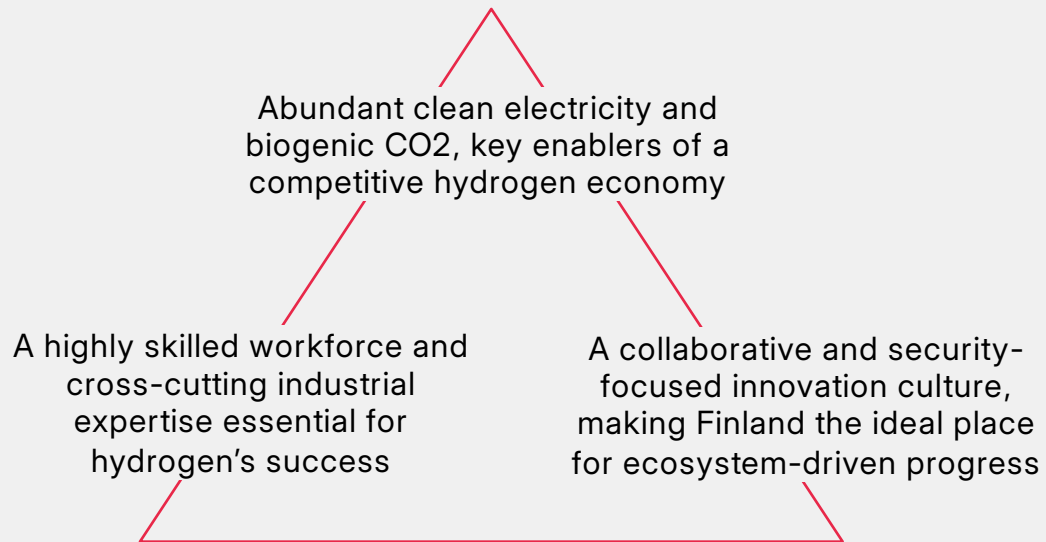 Abundant clean electricity and
biogenic CO2, key enablers of a
competitive hydrogen economy
A highly skilled workforce and
cross-cutting industrial
expertise essential for
hydrogen’s success
A collaborative and security-
focused innovation culture,
making Finland the ideal place
for ecosystem-driven progress